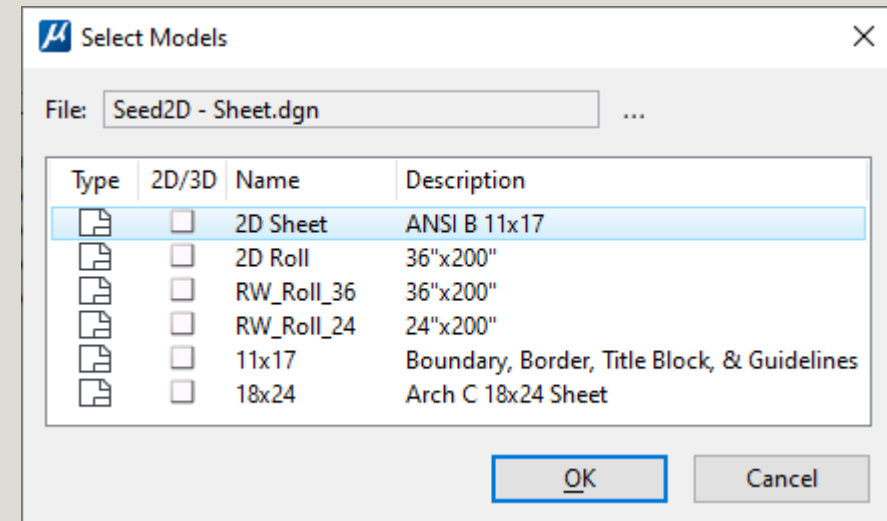 Select Models
File: Seed2D - Sheet.dgn ...
Type 2D/3D Name Description
2D Sheet ANSI B 11x17
2D Roll 36"x200"
RW_Roll_36 36"x200"
RW_Roll_24 24"x200"
11x17 Boundary, Border, Title Block, & Guidelines
18x24 Arch C 18x24 Sheet
OK Cancel